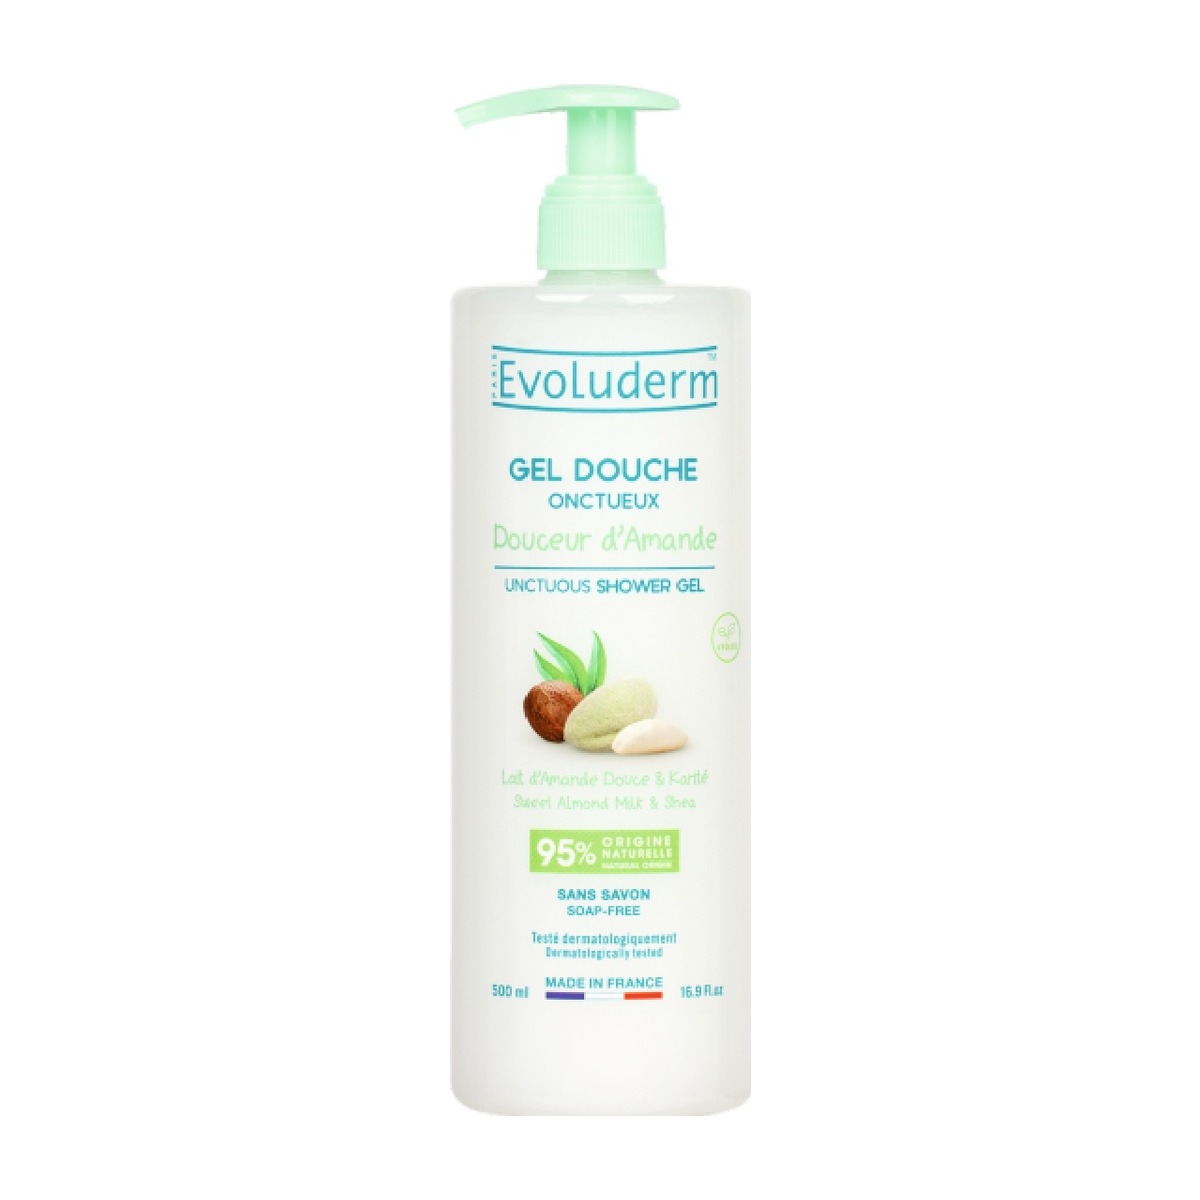 PARIS
Evoluderm™
GEL DOUCHE
ONCTUEUX
Douceur d'Amande
UNCTUOUS SHOWER GEL
Lait d'Amande Douce & Karité
Sweet Almond Milk & Shea
95% ORIGINE
NATURELLE
NATURAL ORIGIN
SANS SAVON
SOAP-FREE
Testé dermatologiquement
Dermatologically tested
MADE IN FRANCE
500 ml
16.9 fl.oz